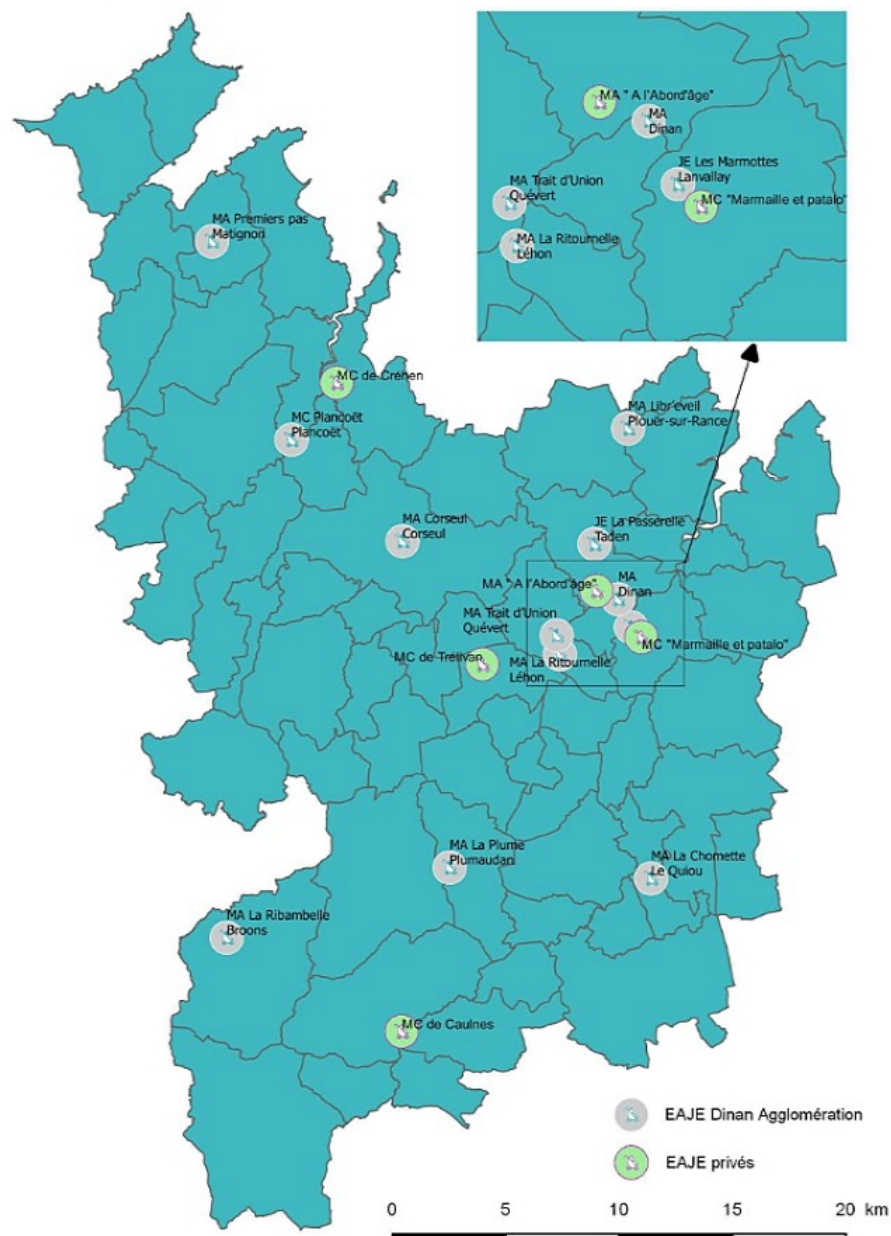 MA " A l'Abord'âge"
MA
Dinan
JE Les Marmottes
Lanvallay
MA Trait d'Union
Quévert
MC "Marmaille et patalo"
MA La Ritournelle
Léhon
MA Premiers pas
Matignon
MC de Créhen
MC Plancoët
Plancoët
MA Libr'éveil
Plouër-sur-Rance
MA Corseul
Corseul
JE La Passerelle
Taden
MA " A l'Abord'âge"
MA
Dinan
MA Trait d'Union
Quévert
MC "Marmaille et patalo"
MC de Trélivan
MA La Ritournelle
Léhon
MA La Plume
Plumaudan
MA La Chomette
Le Quiou
MA La Ribambelle
Broons
MC de Caulnes
EAJE Dinan Agglomération
EAJE privés
0 5 10 15 20 km